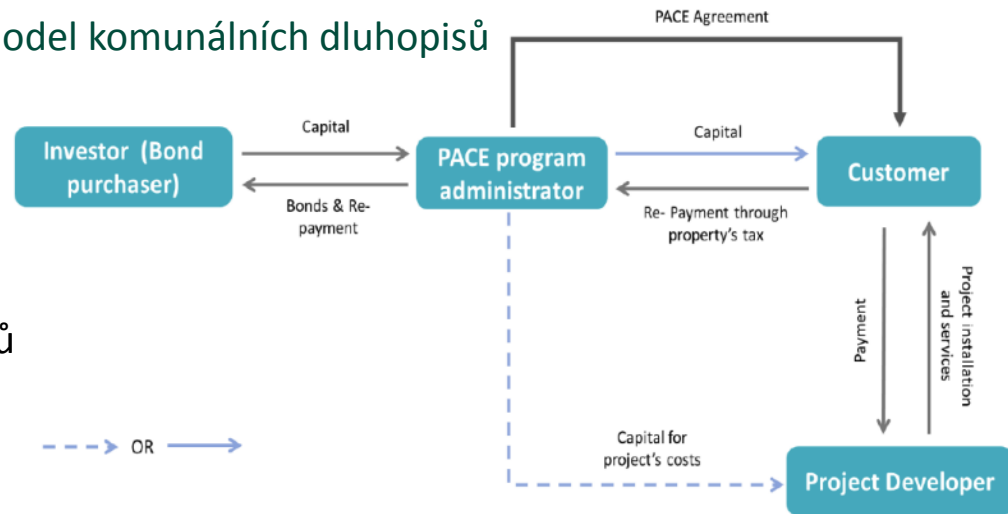 PACE Agreement
odel komunálních dluhopisů
Capital
Capital
Investor (Bond
purchaser)
PACE program
administrator
Customer
Bonds & Re-
payment
Re- Payment through
property's tax
Payment
Project installation
and services
ů
OR
Capital for
project's costs
Project Developer